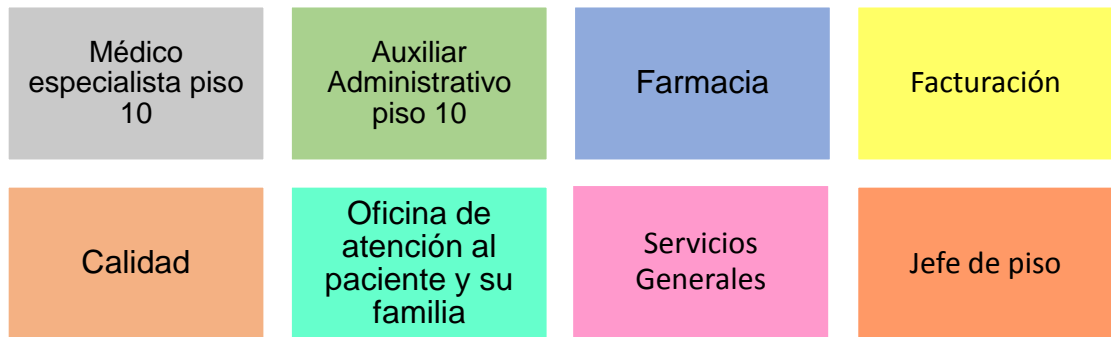 Médico
especialista piso
10
Auxiliar
Administrativo
piso 10
Farmacia
Facturación
Calidad
Oficina de
atención al
paciente y su
familia
Servicios
Generales
Jefe de piso